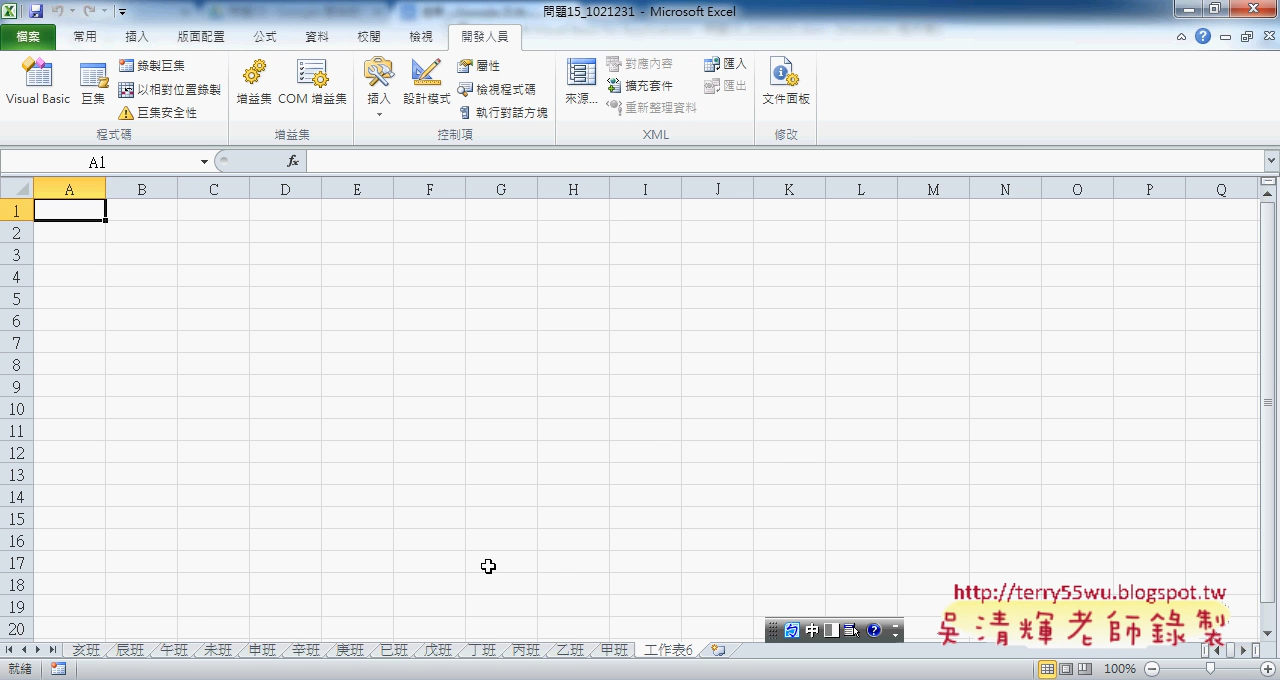 問題15_1021231 - Microsoft Excel
檔案 常用 插入 版面配置 公式 資料 校閱 檢視 開發人員
Visual Basic 巨集 錄製巨集 以相對位置錄製 巨集安全性 程式碼
增益集 COM 增益集 增益集
插入 設計模式 屬性 檢視程式碼 執行對話方塊 控制項
來源... 對應內容 擴充套件 重新整理資料 匯入 匯出 XML
文件面板 修改
A1 fx
A B C D E F G H I J K L M N O P Q
1
2
3
4
5
6
7
8
9
10
11
12
13
14
15
16
17
18
19
20
http://terry55wu.blogspot.tw
吳清輝老師錄製
中
亥班 辰班 午班 未班 申班 辛班 庚班 已班 戊班 丁班 丙班 乙班 甲班 工作表6
就緒 100%